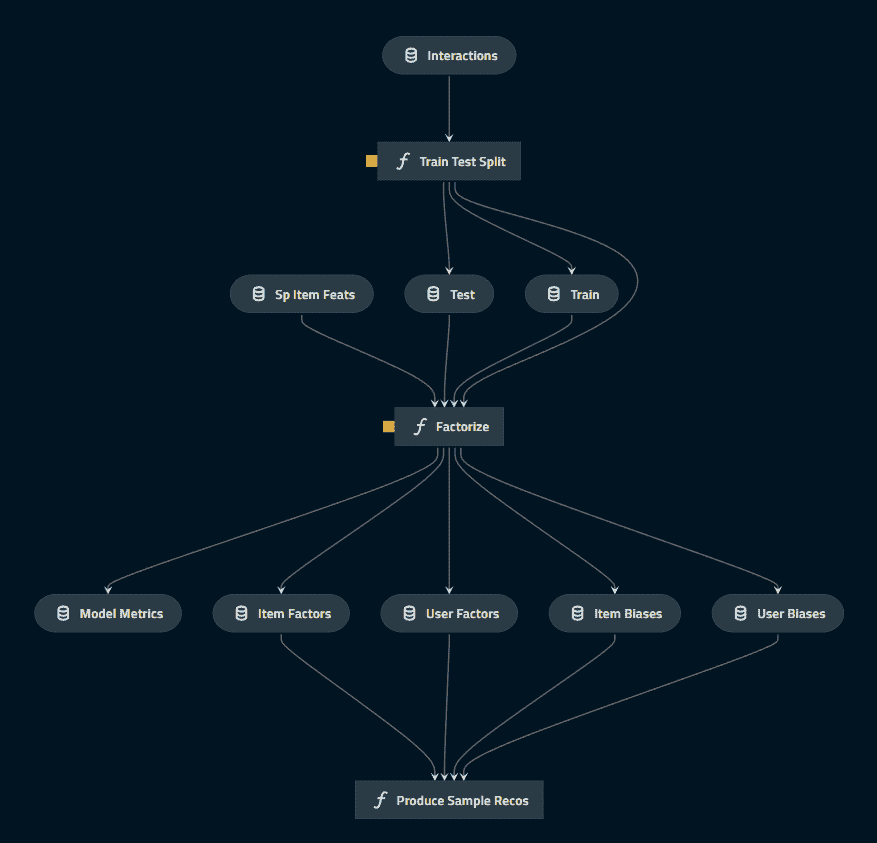 Interactions
Train Test Split
Sp Item Feats
Test
Train
Factorize
Model Metrics
Item Factors
User Factors
Item Biases
User Biases
Produce Sample Recos